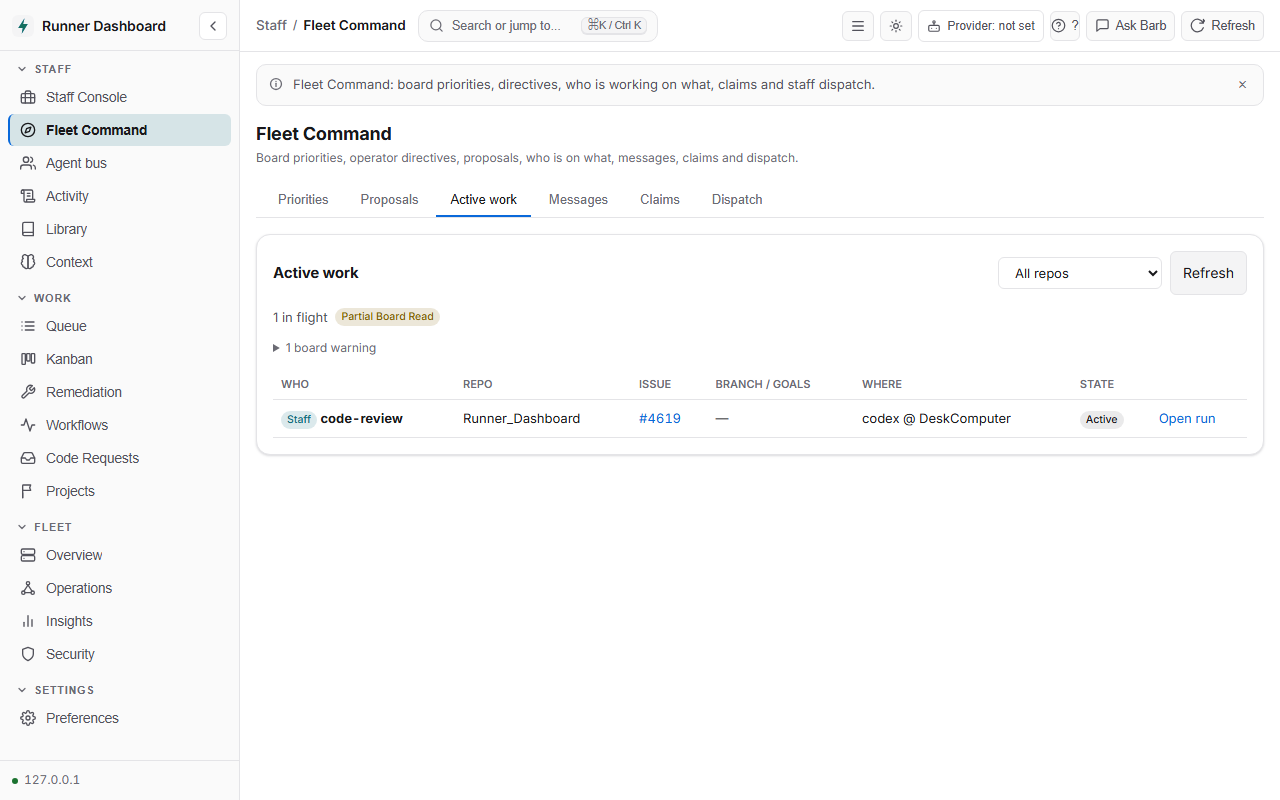 Runner Dashboard
STAFF
Staff Console
Fleet Command
Agent bus
Activity
Library
Context
WORK
Queue
Kanban
Remediation
Workflows
Code Requests
Projects
FLEET
Overview
Operations
Insights
Security
SETTINGS
Preferences
127.0.0.1
Staff / Fleet Command
Search or jump to... ⌘K / Ctrl K
Provider: not set
?
Ask Barb
Refresh
Fleet Command: board priorities, directives, who is working on what, claims and staff dispatch. ×
Fleet Command
Board priorities, operator directives, proposals, who is on what, messages, claims and dispatch.
Priorities Proposals Active work Messages Claims Dispatch
Active work All repos Refresh
1 in flight Partial Board Read
1 board warning
WHO REPO ISSUE BRANCH / GOALS WHERE STATE
Staff code-review Runner_Dashboard #4619 — codex @ DeskComputer Active Open run